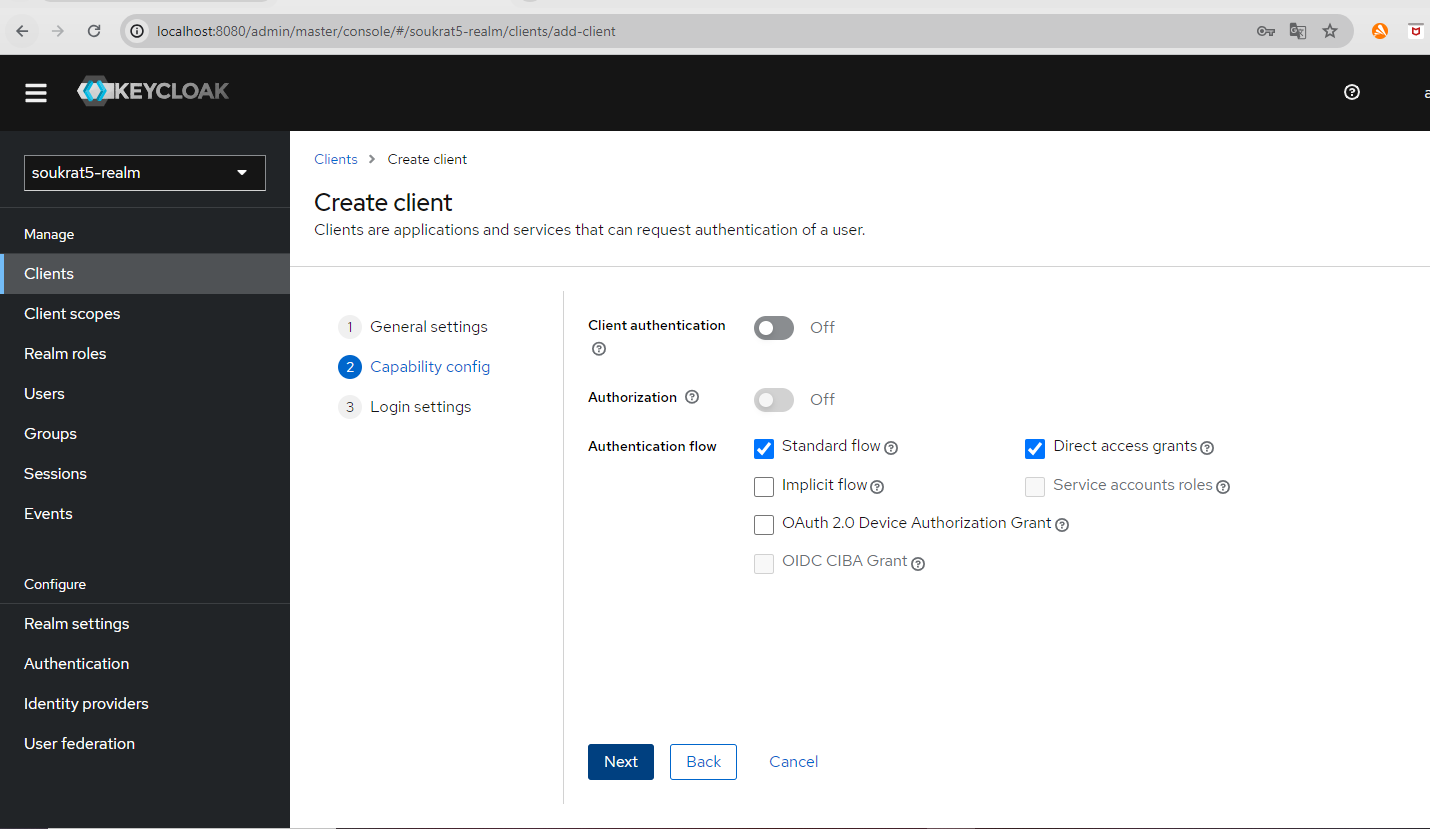 localhost:8080/admin/master/console/#/soukrat5-realm/clients/add-client
KEYCLOAK
soukrat5-realm
Manage
Clients
Client scopes
Realm roles
Users
Groups
Sessions
Events
Configure
Realm settings
Authentication
Identity providers
User federation
Clients > Create client
Create client
Clients are applications and services that can request authentication of a user.
1 General settings
2 Capability config
3 Login settings
Client authentication Off
Authorization Off
Authentication flow Standard flow Direct access grants
Implicit flow Service accounts roles
OAuth 2.0 Device Authorization Grant
OIDC CIBA Grant
Next Back Cancel